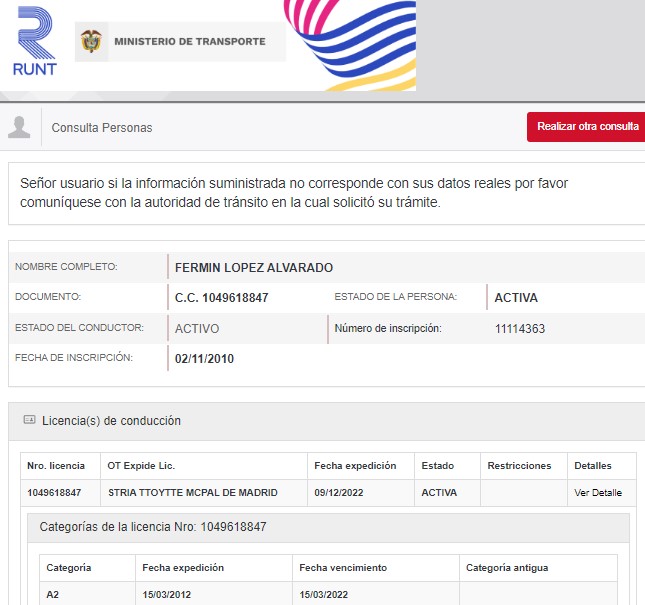 RUNT
MINISTERIO DE TRANSPORTE
Consulta Personas
Realizar otra consulta
Señor usuario si la información suministrada no corresponde con sus datos reales por favor
comuníquese con la autoridad de tránsito en la cual solicitó su trámite.
NOMBRE COMPLETO: FERMIN LOPEZ ALVARADO
DOCUMENTO: C.C. 1049618847 ESTADO DE LA PERSONA: ACTIVA
ESTADO DEL CONDUCTOR: ACTIVO Número de inscripción: 11114363
FECHA DE INSCRIPCIÓN: 02/11/2010
Licencia(s) de conducción
Nro. licencia OT Expide Lic. Fecha expedición Estado Restricciones Detalles
1049618847 STRIA TTOYTTE MCPAL DE MADRID 09/12/2022 ACTIVA Ver Detalle
Categorías de la licencia Nro: 1049618847
Categoría Fecha expedición Fecha vencimiento Categoría antigua
A2 15/03/2012 15/03/2022